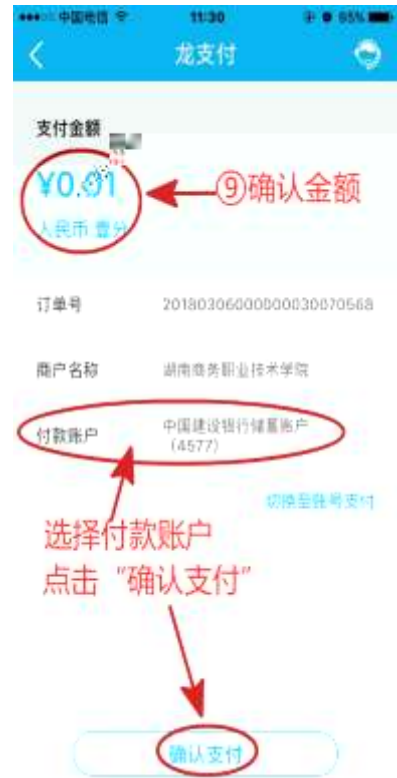 中国电信
11:30
65%
龙支付
支付金额
¥0.01
⑨确认金额
人民币 壹分
订单号
20180306000000030070568
商户名称
湖南商务职业技术学院
付款账户
中国建设银行储蓄账户
(4577)
切换至账号支付
选择付款账户
点击“确认支付”
确认支付